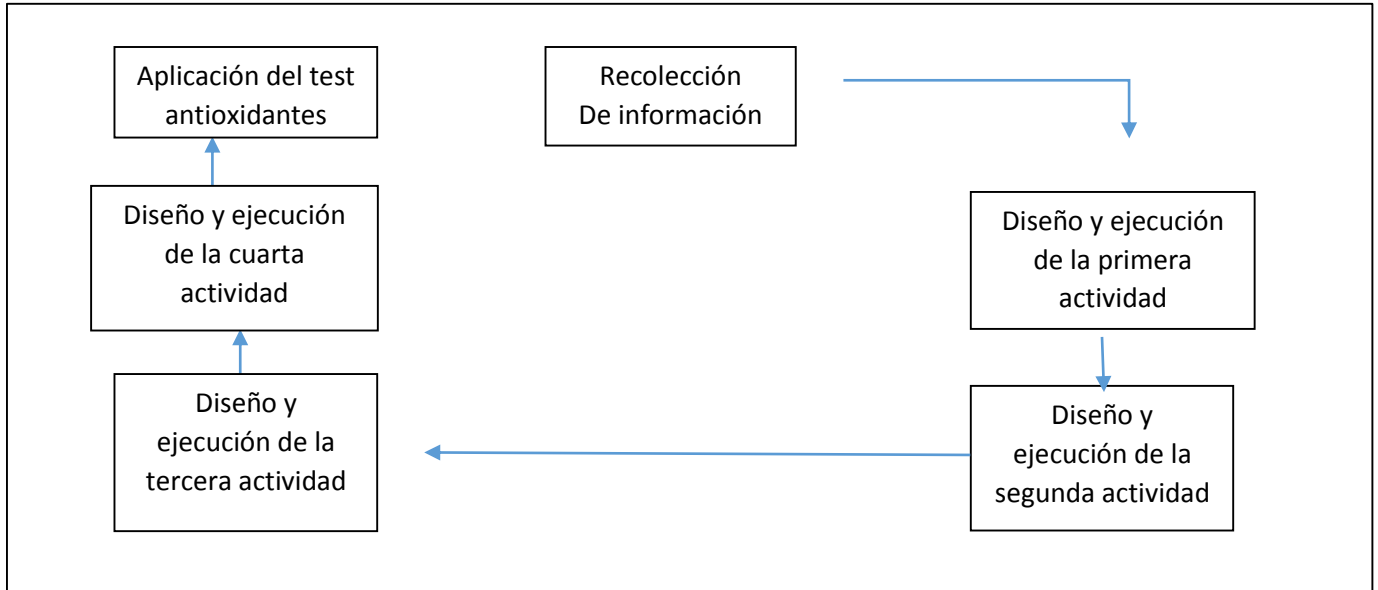 Aplicación del test
antioxidantes
Recolección
De información
Diseño y ejecución
de la cuarta
actividad
Diseño y ejecución
de la primera
actividad
Diseño y
ejecución de la
tercera actividad
Diseño y
ejecución de la
segunda actividad